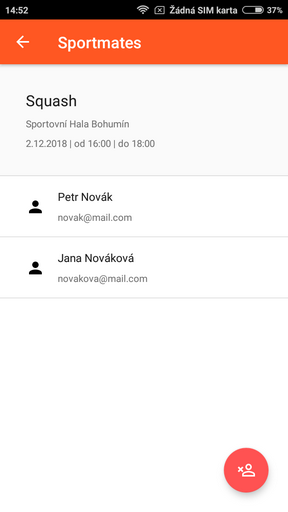 14:52
Žádná SIM karta
37%
Sportmates
Squash
Sportovní Hala Bohumín
2.12.2018 | od 16:00 | do 18:00
Petr Novák
novak@mail.com
Jana Nováková
novakova@mail.com